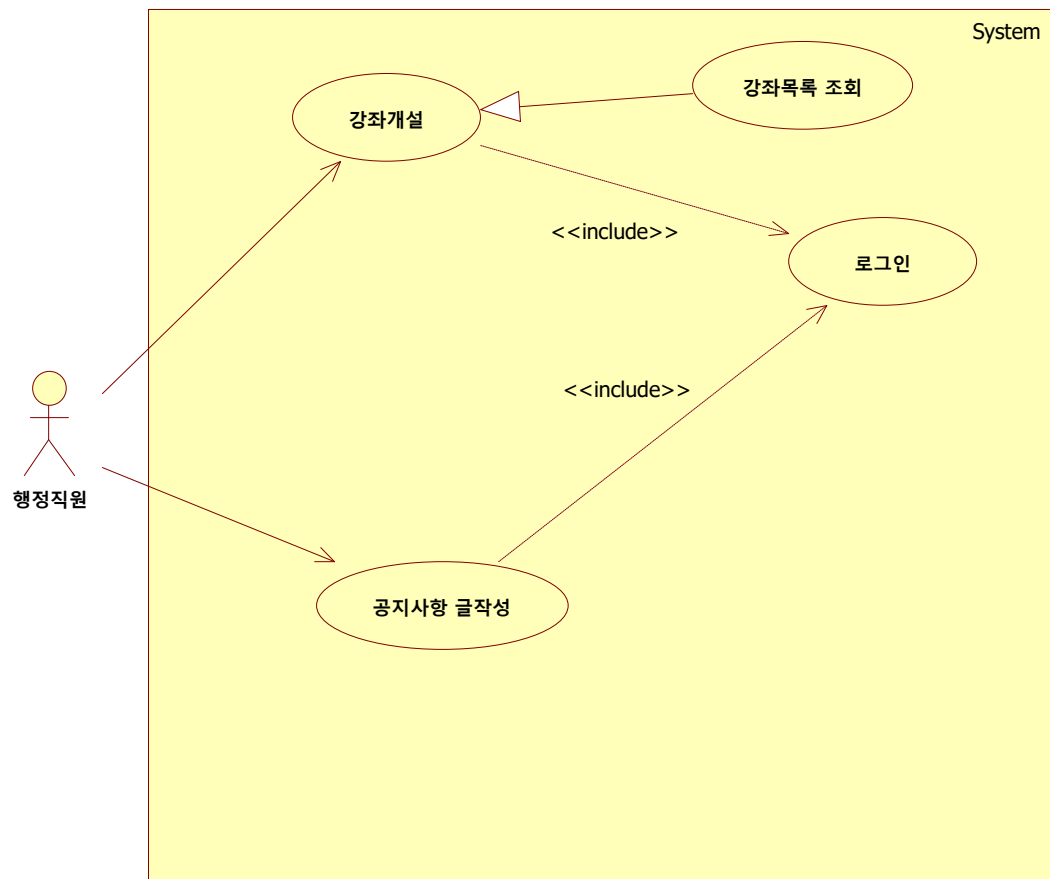 System
강좌목록 조회
강좌개설
<<include>>
로그인
<<include>>
행정직원
공지사항 글작성